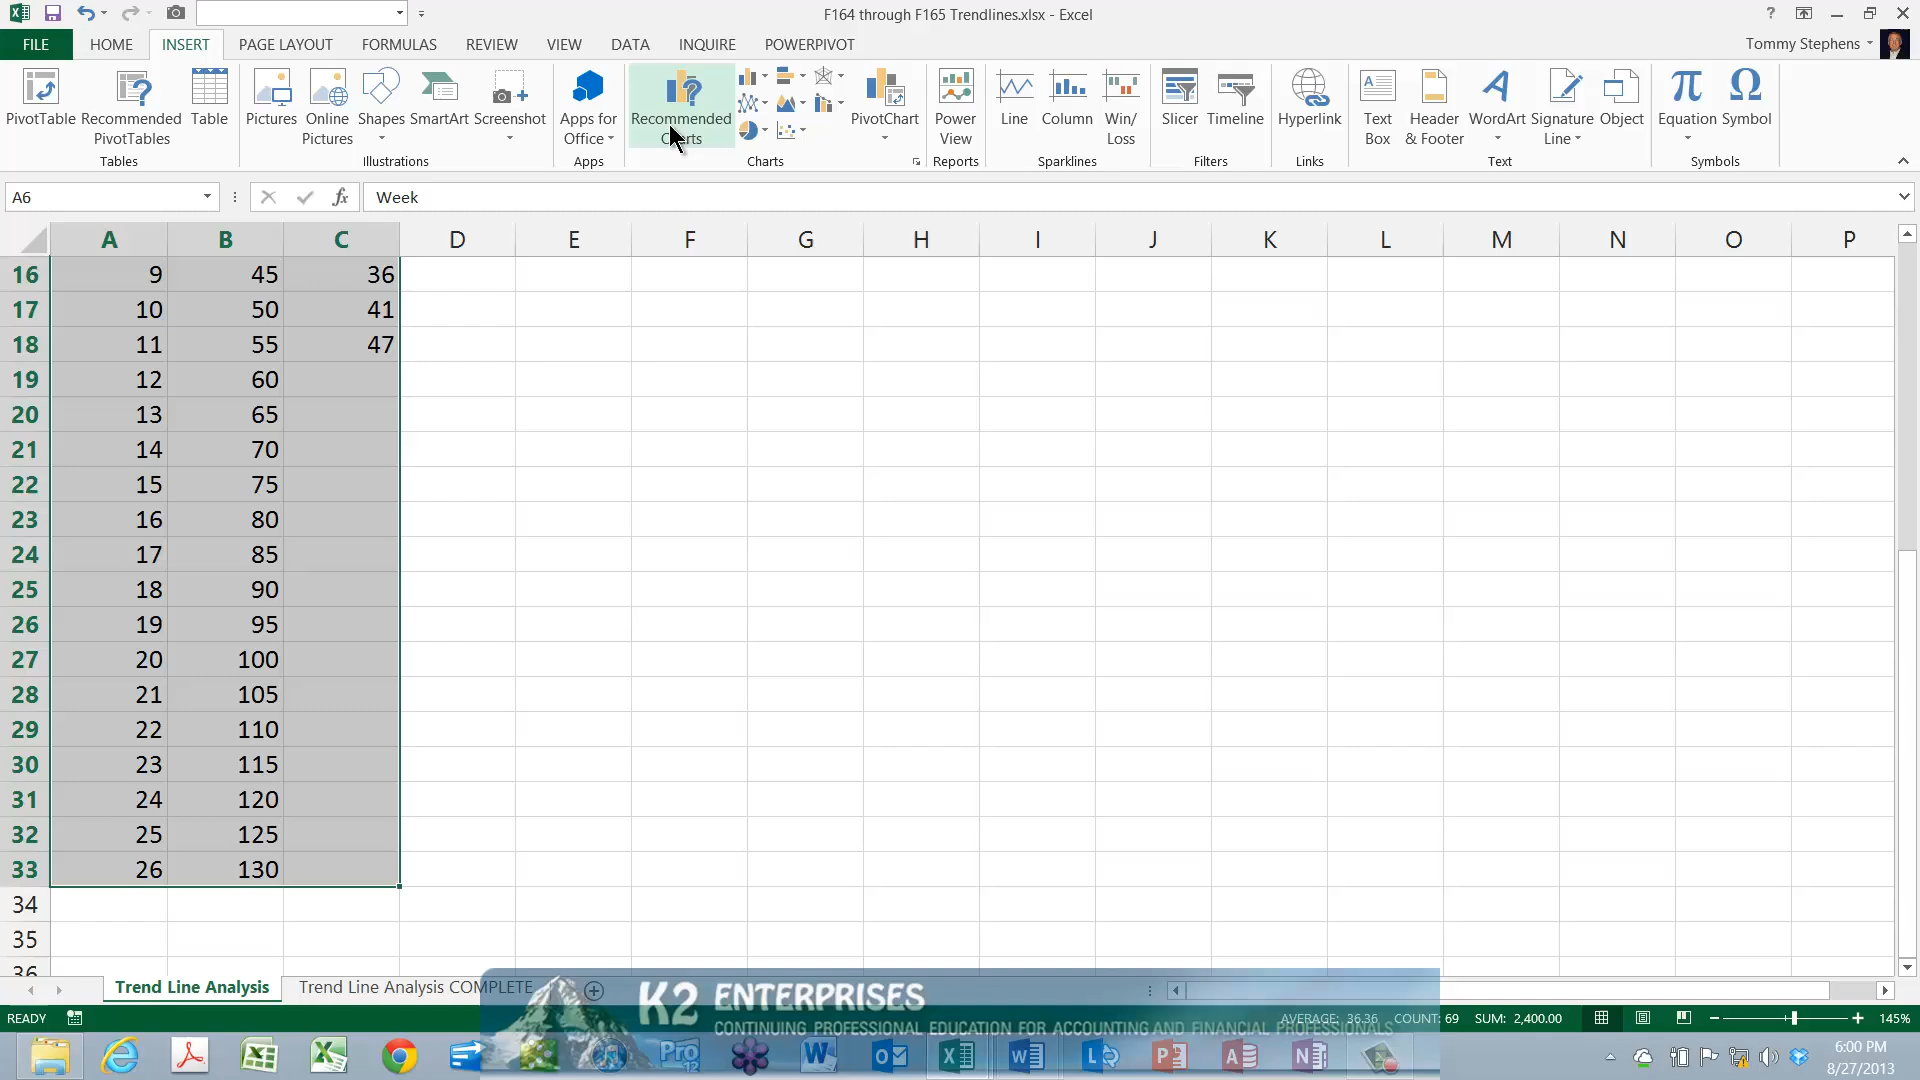 F164 through F165 Trendlines.xlsx - Excel
FILE HOME INSERT PAGE LAYOUT FORMULAS REVIEW VIEW DATA INQUIRE POWERPIVOT Tommy Stephens
PivotTable Recommended PivotTables Table Pictures Online Pictures Shapes SmartArt Screenshot Apps for Office Recommended Charts PivotChart Power View Line Column Win/Loss Slicer Timeline Hyperlink Text Box Header & Footer WordArt Signature Line Object Equation Symbol
Tables Illustrations Apps Charts Reports Sparklines Filters Links Text Symbols
A6 fx Week
A B C D E F G H I J K L M N O P
16 9 45 36
17 10 50 41
18 11 55 47
19 12 60
20 13 65
21 14 70
22 15 75
23 16 80
24 17 85
25 18 90
26 19 95
27 20 100
28 21 105
29 22 110
30 23 115
31 24 120
32 25 125
33 26 130
34
35
36
Trend Line Analysis Trend Line Analysis COMPLETE
K2 ENTERPRISES
CONTINUING PROFESSIONAL EDUCATION FOR ACCOUNTING AND FINANCIAL PROFESSIONALS
READY AVERAGE: 36.36 COUNT: 69 SUM: 2,400.00 145%
Pro 12
6:00 PM
8/27/2013